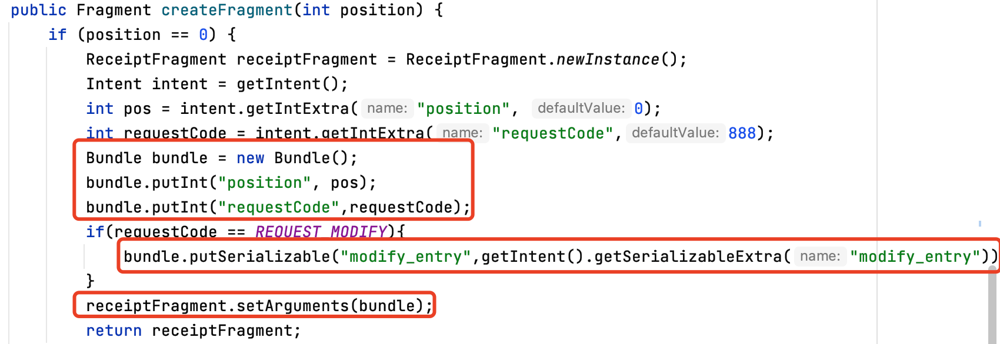 public Fragment createFragment(int position) {
if (position == 0) {
ReceiptFragment receiptFragment = ReceiptFragment.newInstance();
Intent intent = getIntent();
int pos = intent.getIntExtra( name: "position", defaultValue: 0);
int requestCode = intent.getIntExtra( name: "requestCode", defaultValue: 888);
Bundle bundle = new Bundle();
bundle.putInt("position", pos);
bundle.putInt("requestCode",requestCode);
if(requestCode == REQUEST_MODIFY){
bundle.putSerializable("modify_entry",getIntent().getSerializableExtra( name: "modify_entry"))
}
receiptFragment.setArguments(bundle);
return receiptFragment;